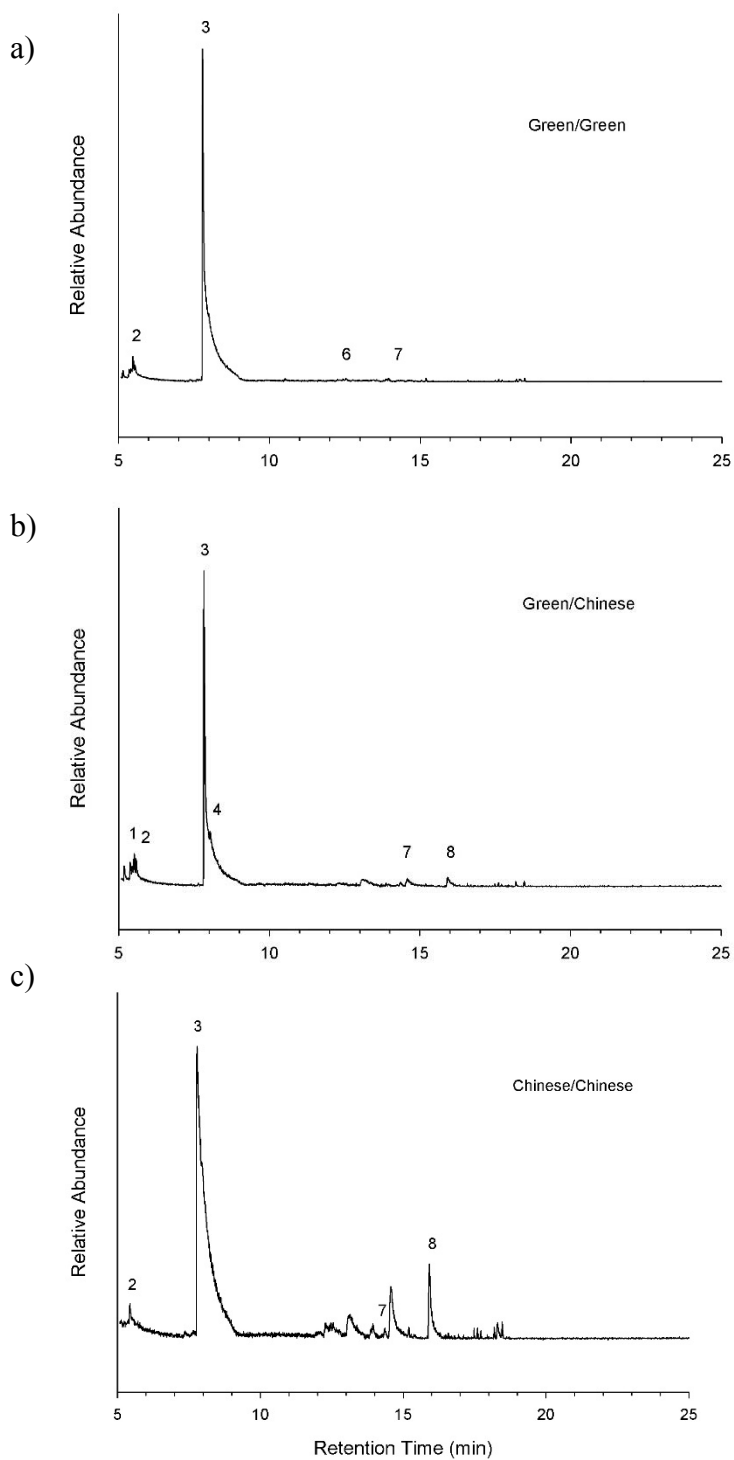 a)
3
Green/Green
Relative Abundance
2
6 7
5 10 15 20 25
b)
3
Green/Chinese
Relative Abundance
4
1 2
7 8
5 10 15 20 25
c)
3
Chinese/Chinese
Relative Abundance
8
2
7
5 10 15 20 25
Retention Time (min)